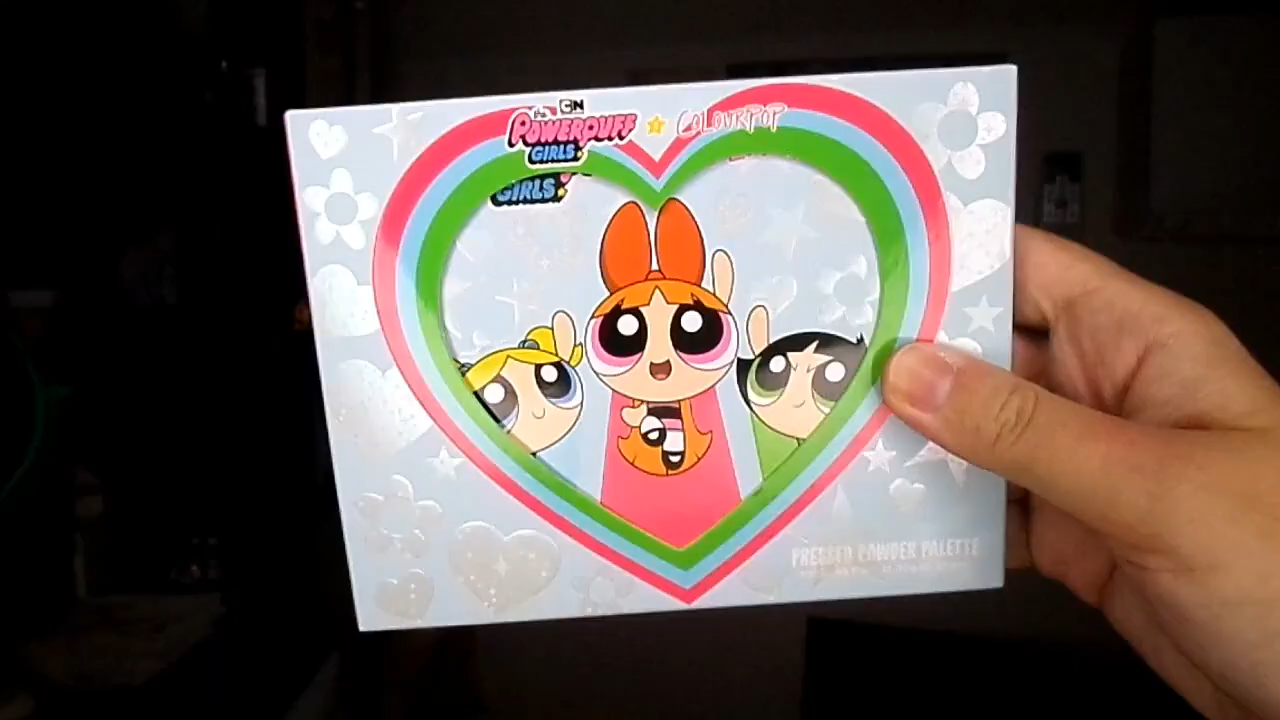 CN
the
POWERPUFF
GIRLS
COLOURPOP
GIRLS
PRESSED POWDER PALETTE